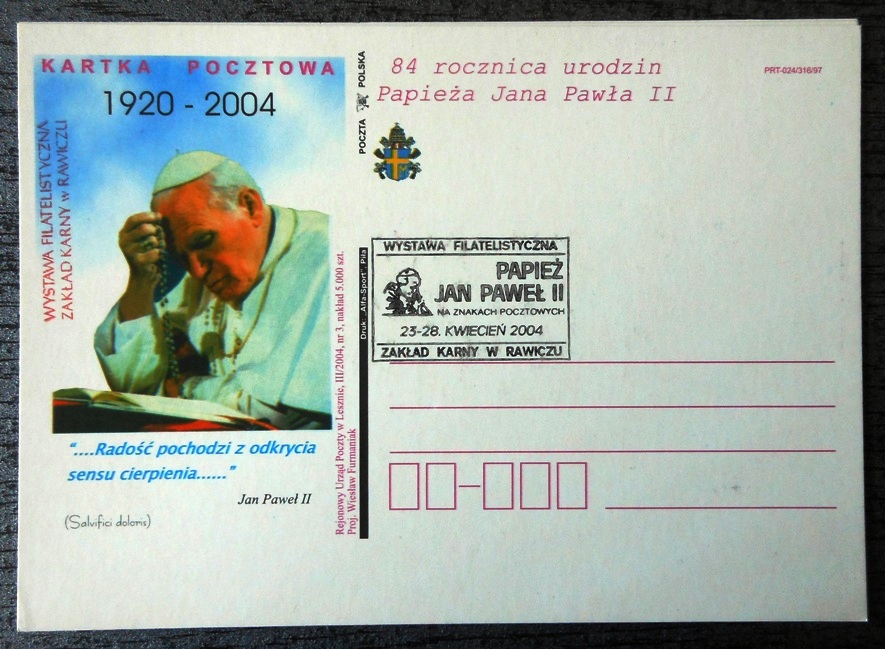 KARTKA POCZTOWA
1920 - 2004
WYSTAWA FILATELISTYCZNA
ZAKŁAD KARNY w RAWICZU
"....Radość pochodzi z odkrycia
sensu cierpienia......"
Jan Paweł II
(Salvifici doloris)
Rejonowy Urząd Poczty w Lesznie, III/2004, nr 3, nakład 5.000 szt.
Proj. Wiesław Furmaniak
Druk: „Alfa-Sport” Piła
POCZTA POLSKA
84 rocznica urodzin
Papieża Jana Pawła II
PRT-024/316/97
WYSTAWA FILATELISTYCZNA
PAPIEŻ
JAN PAWEŁ II
NA ZNAKACH POCZTOWYCH
23-28. KWIECIEŃ 2004
ZAKŁAD KARNY W RAWICZU